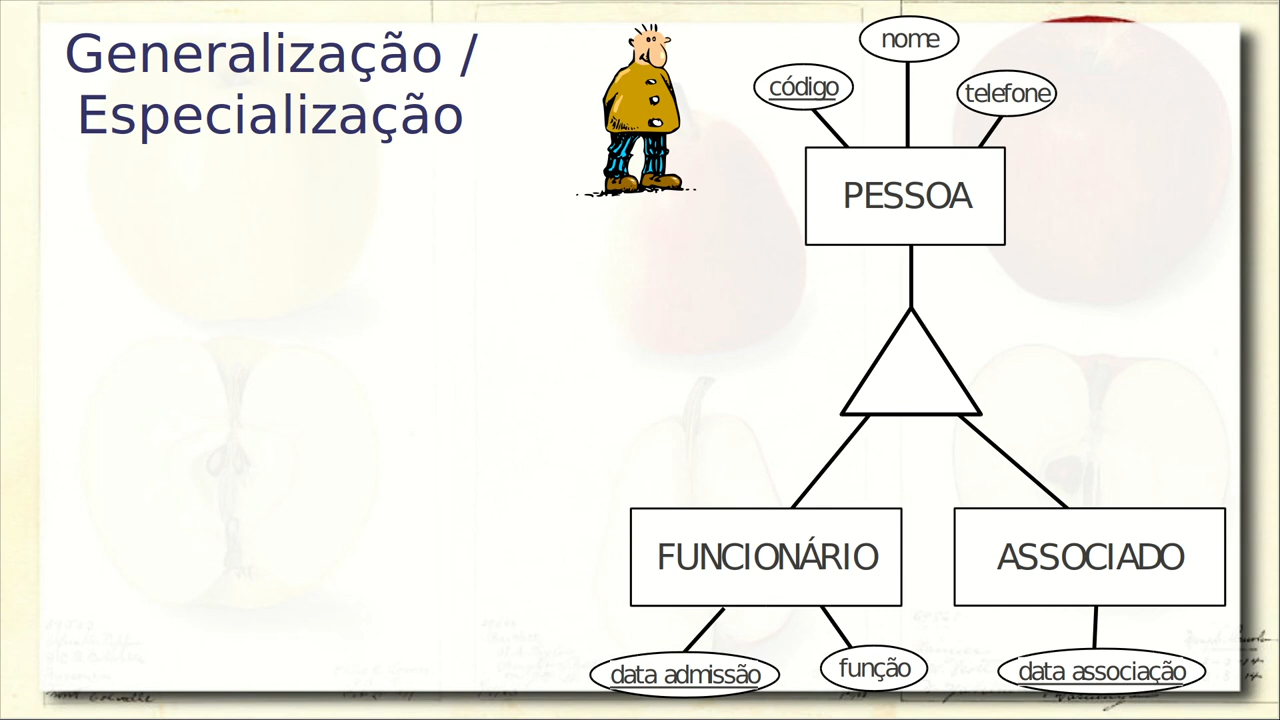 Generalização /
Especialização
nome
código
telefone
PESSOA
FUNCIONÁRIO
ASSOCIADO
data admissão
função
data associação